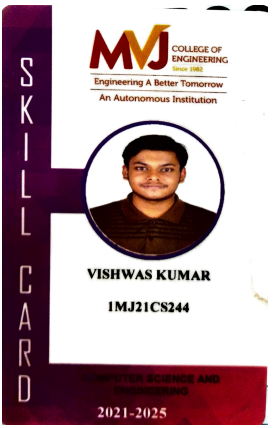 SKILL CARD
MVJ COLLEGE OF
ENGINEERING
Since 1982
Engineering A Better Tomorrow
An Autonomous Institution
VISHWAS KUMAR
1MJ21CS244
COMPUTER SCIENCE AND
ENGINEERING
2021-2025